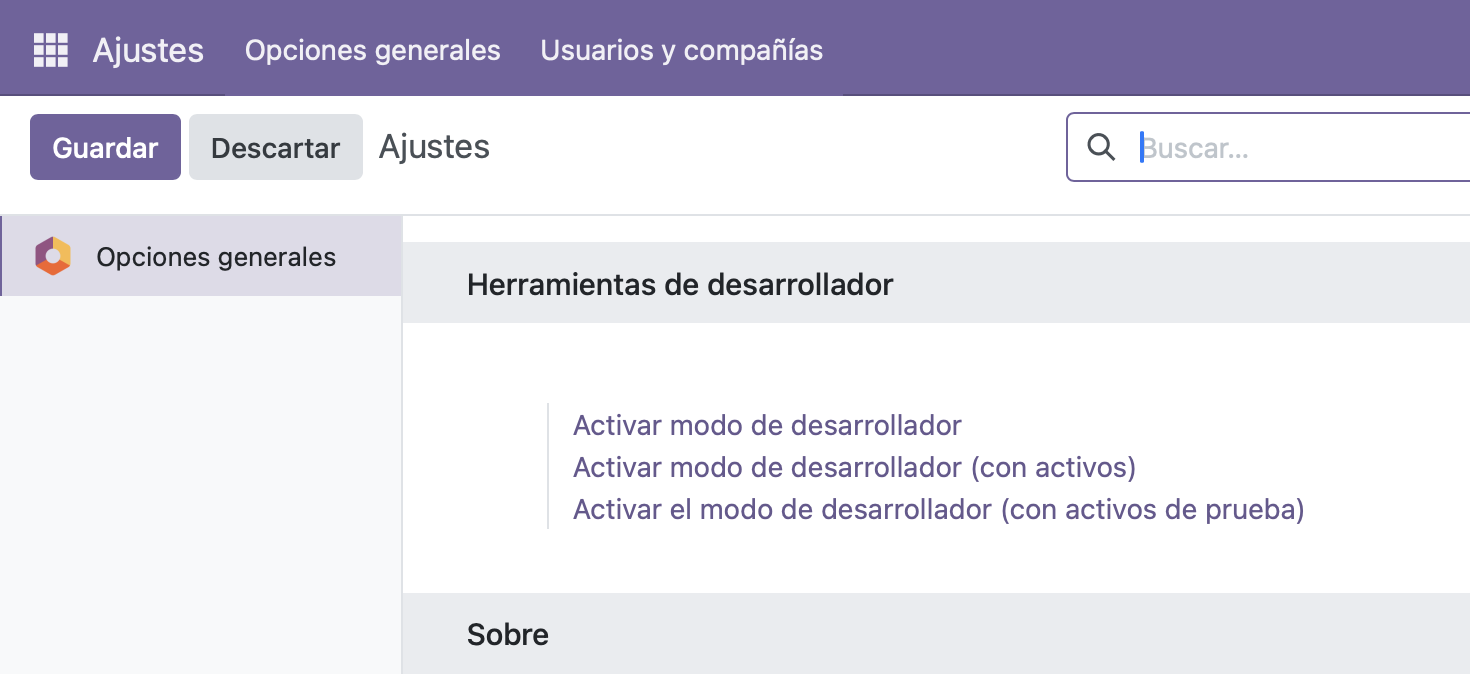 Ajustes Opciones generales Usuarios y compañías
Guardar Descartar Ajustes Buscar...
Opciones generales
Herramientas de desarrollador
Activar modo de desarrollador
Activar modo de desarrollador (con activos)
Activar el modo de desarrollador (con activos de prueba)
Sobre